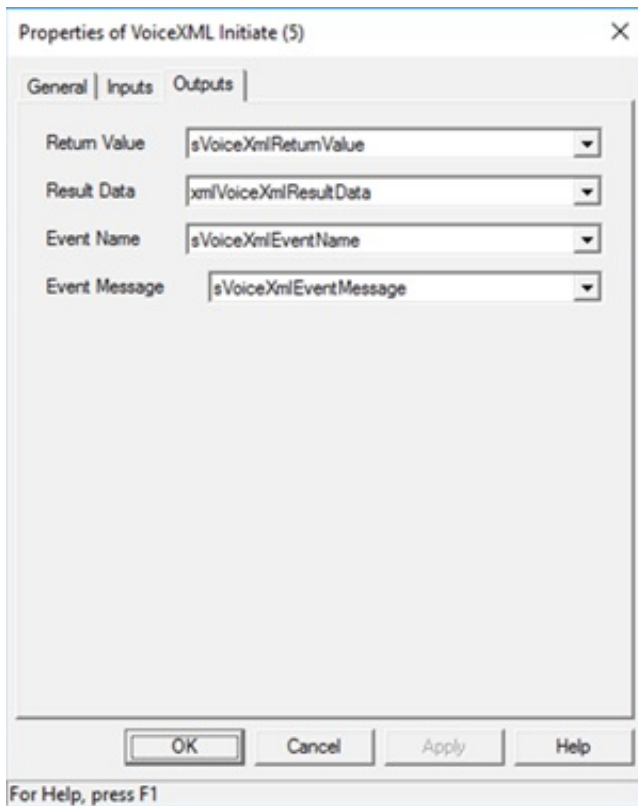 Properties of VoiceXML Initiate (5)
General Inputs Outputs
Return Value sVoiceXmlReturnValue
Result Data xmlVoiceXmlResultData
Event Name sVoiceXmlEventName
Event Message sVoiceXmlEventMessage
OK Cancel Apply Help
For Help, press F1